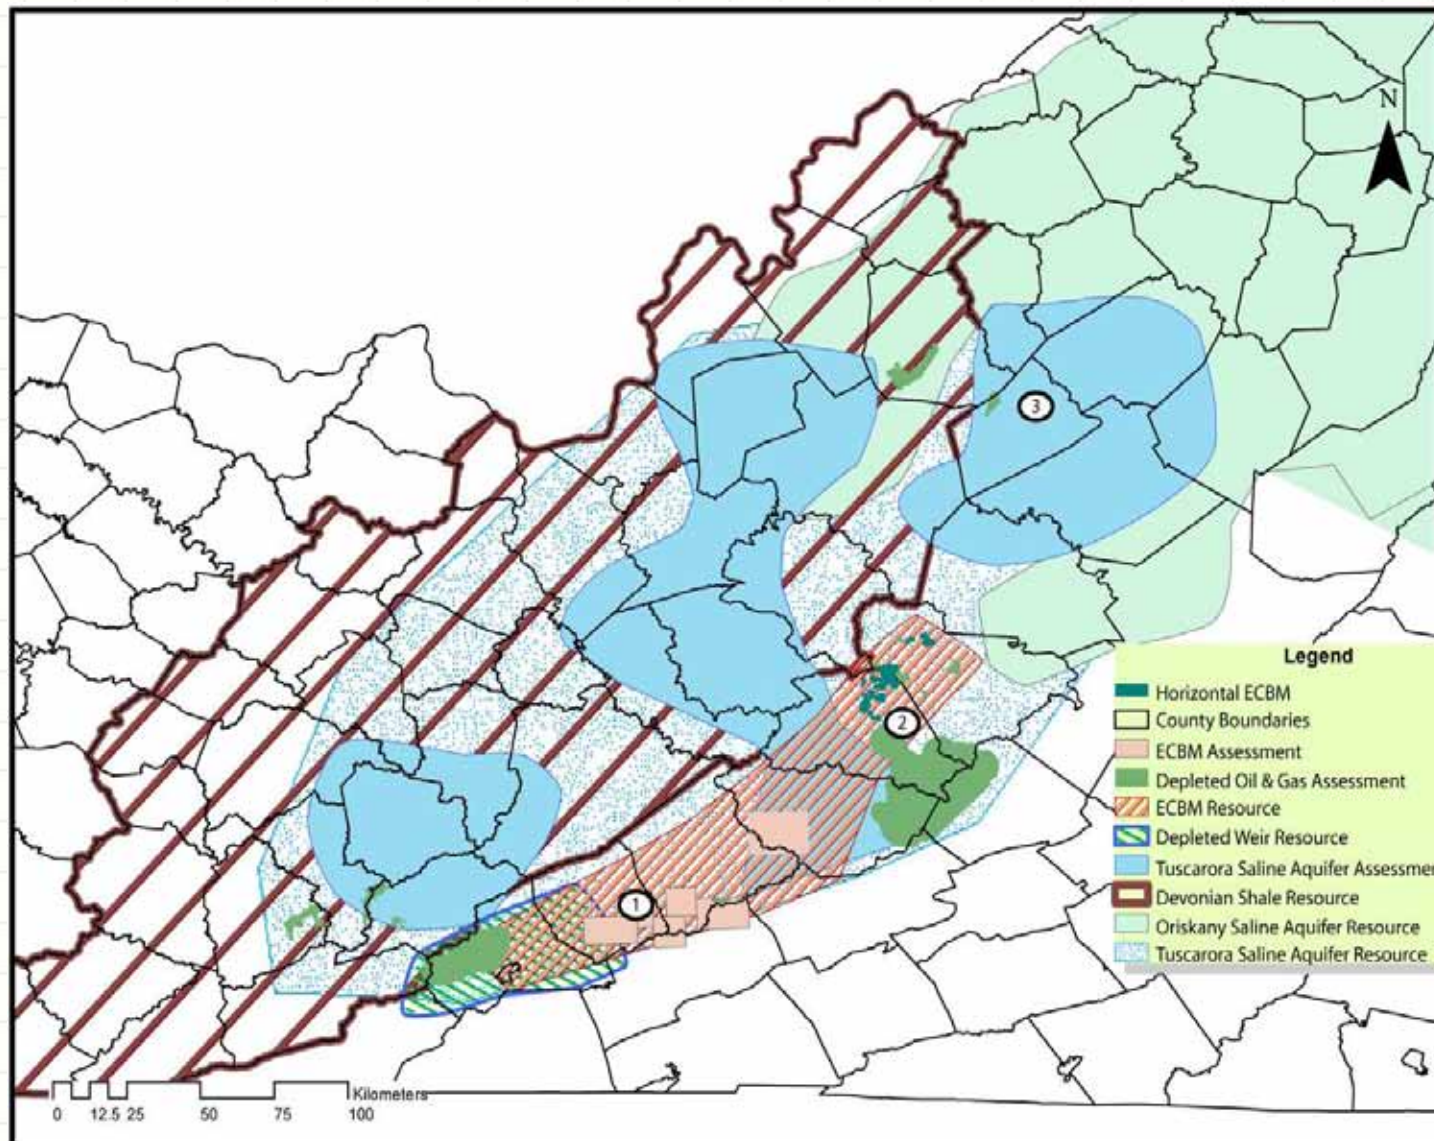 N
3
2
1
Legend
Horizontal ECBM
County Boundaries
ECBM Assessment
Depleted Oil & Gas Assessment
ECBM Resource
Depleted Weir Resource
Tuscarora Saline Aquifer Assessmer
Devonian Shale Resource
Oriskany Saline Aquifer Resource
Tuscarora Saline Aquifer Resource
Kilometers
0 12.5 25 50 75 100